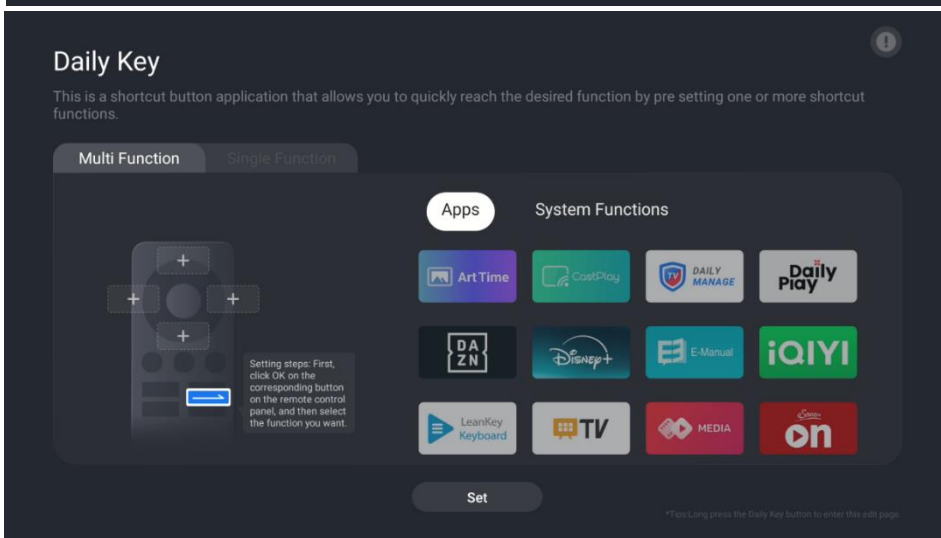 Daily Key
This is a shortcut button application that allows you to quickly reach the desired function by pre setting one or more shortcut
functions.
Multi Function
Single Function
Apps
System Functions
Art Time
CastPlay
TV
DAILY
MANAGE
Daily
Play
Setting steps: First,
click OK on the
corresponding button
on the remote control
panel, and then select
the function you want.
DA
ZN
Disney+
E-Manual
iQIYI
LeanKey
Keyboard
TV
MEDIA
on
Set
*Tips:Long press the Daily Key button to enter this edit page.